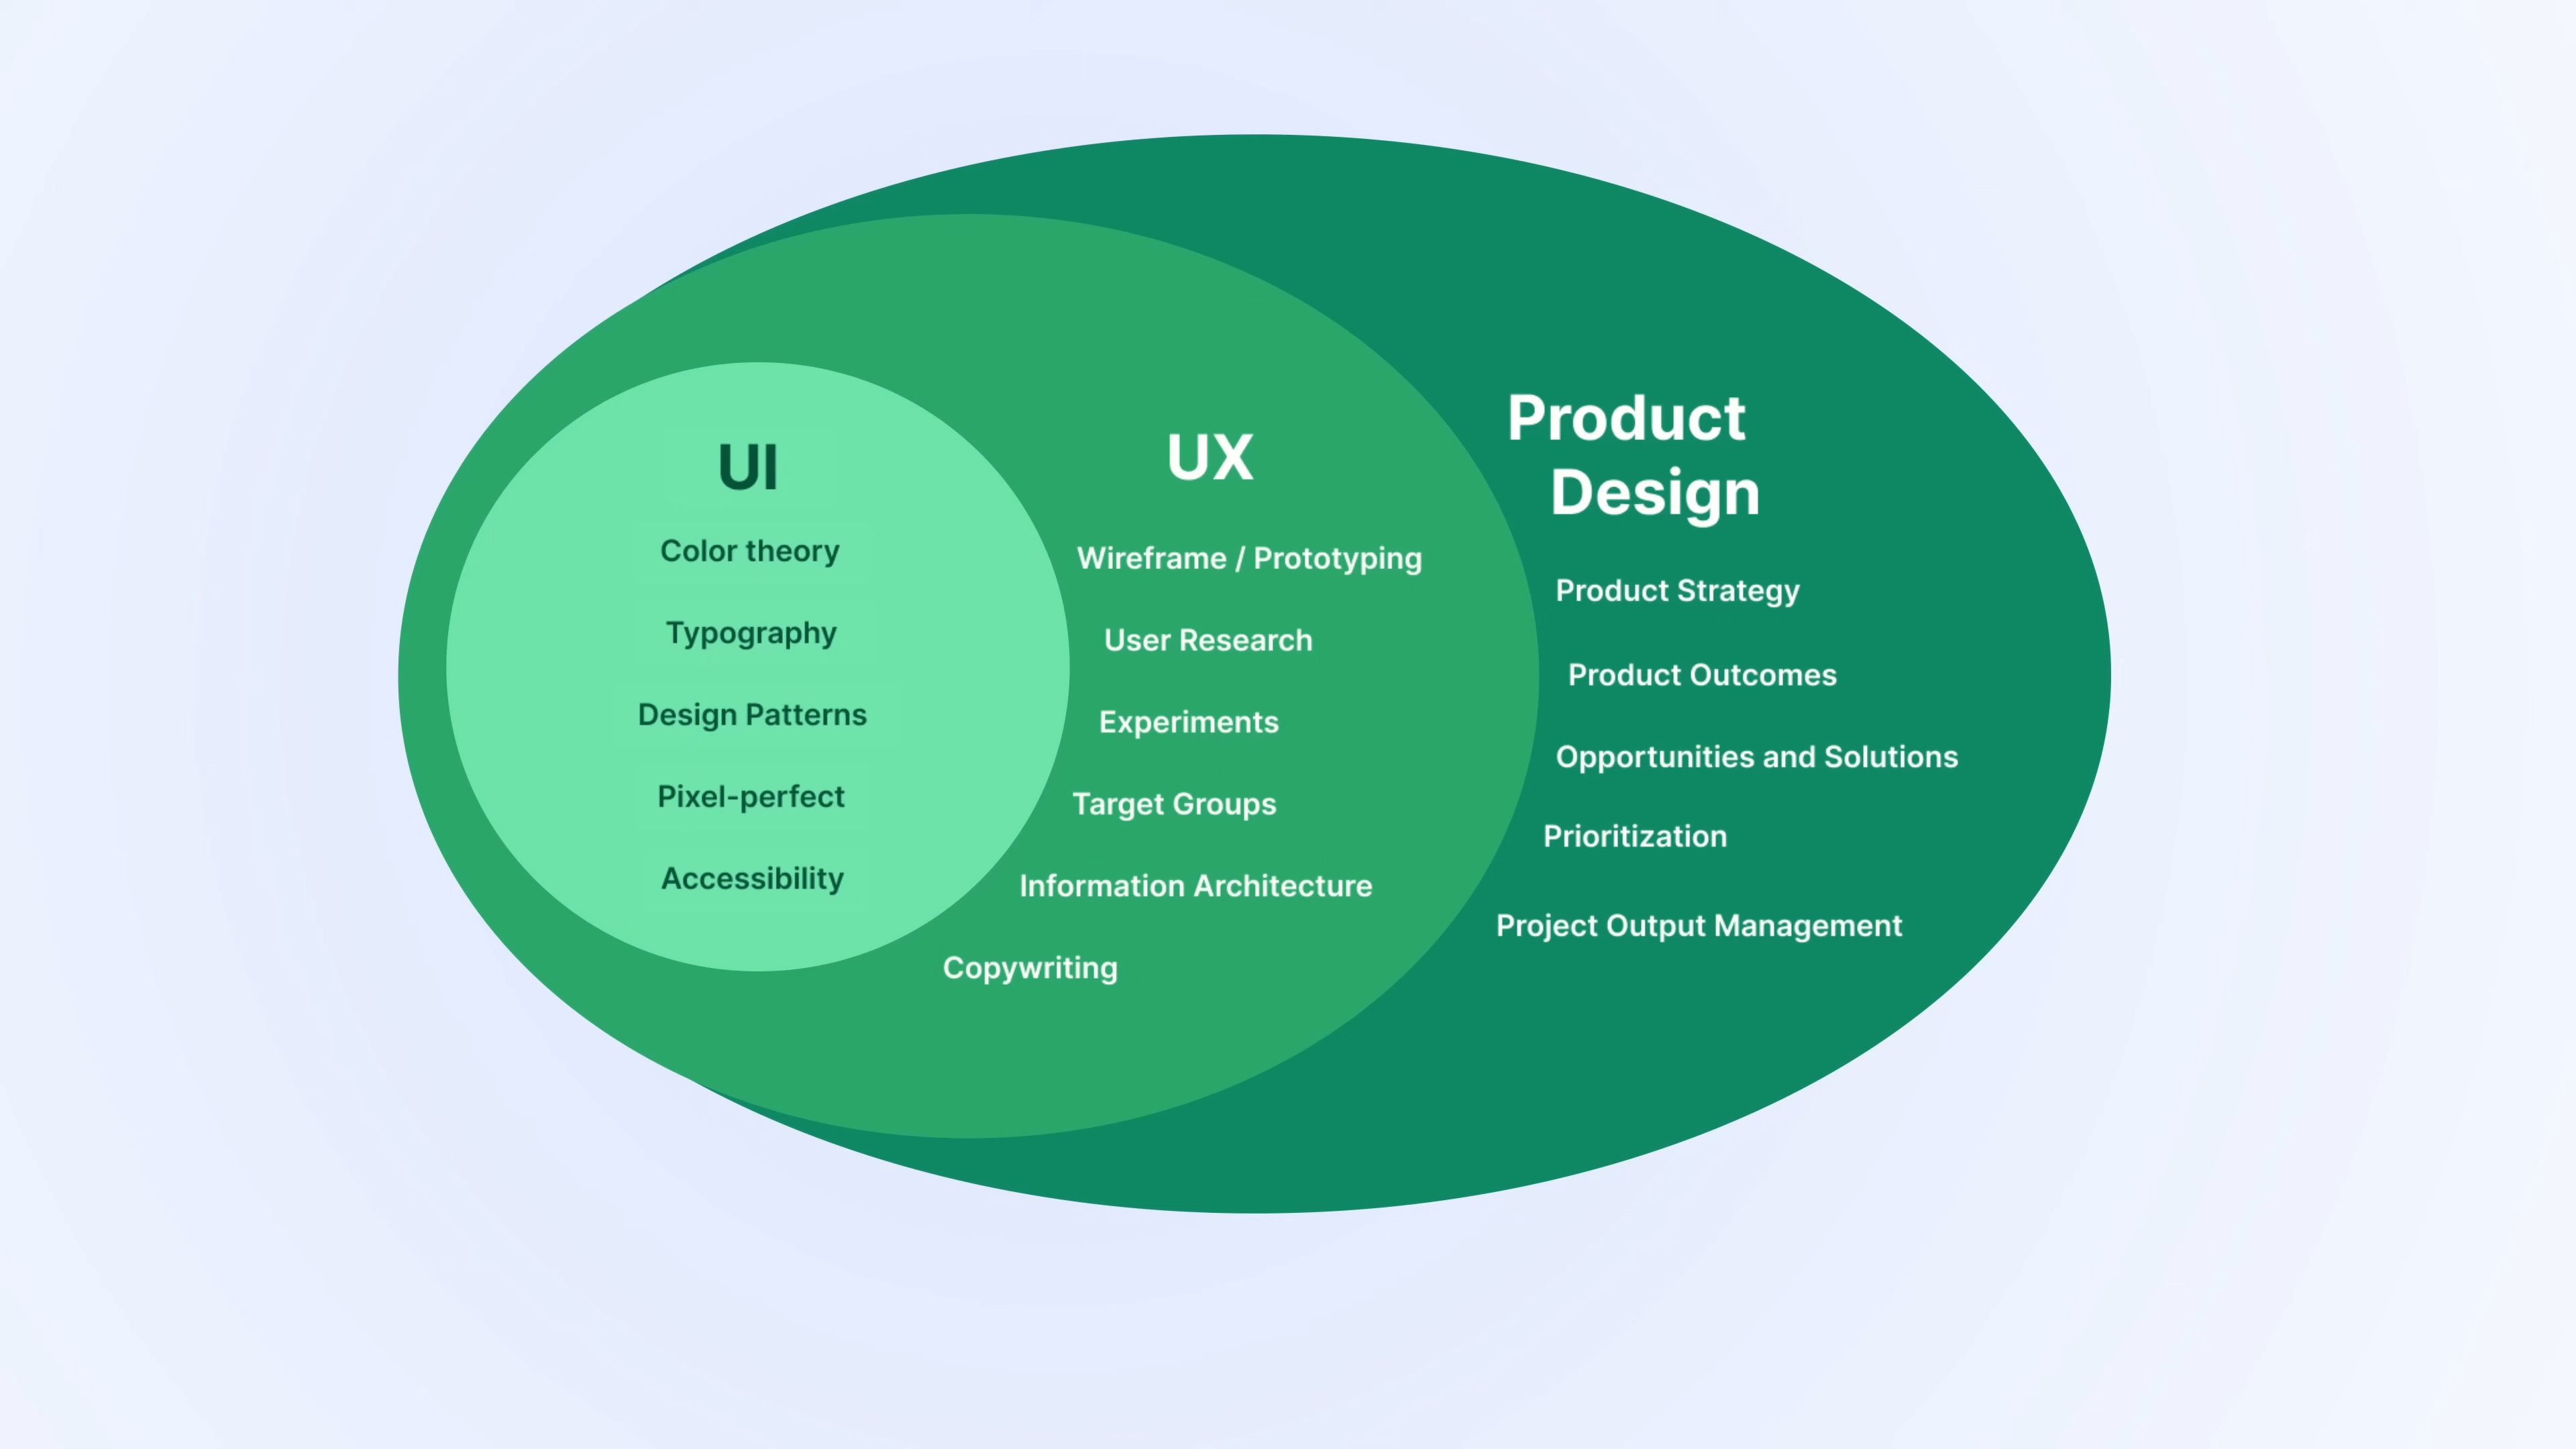 UI
Color theory
Typography
Design Patterns
Pixel-perfect
Accessibility
UX
Wireframe / Prototyping
User Research
Experiments
Target Groups
Information Architecture
Copywriting
Product
Design
Product Strategy
Product Outcomes
Opportunities and Solutions
Prioritization
Project Output Management